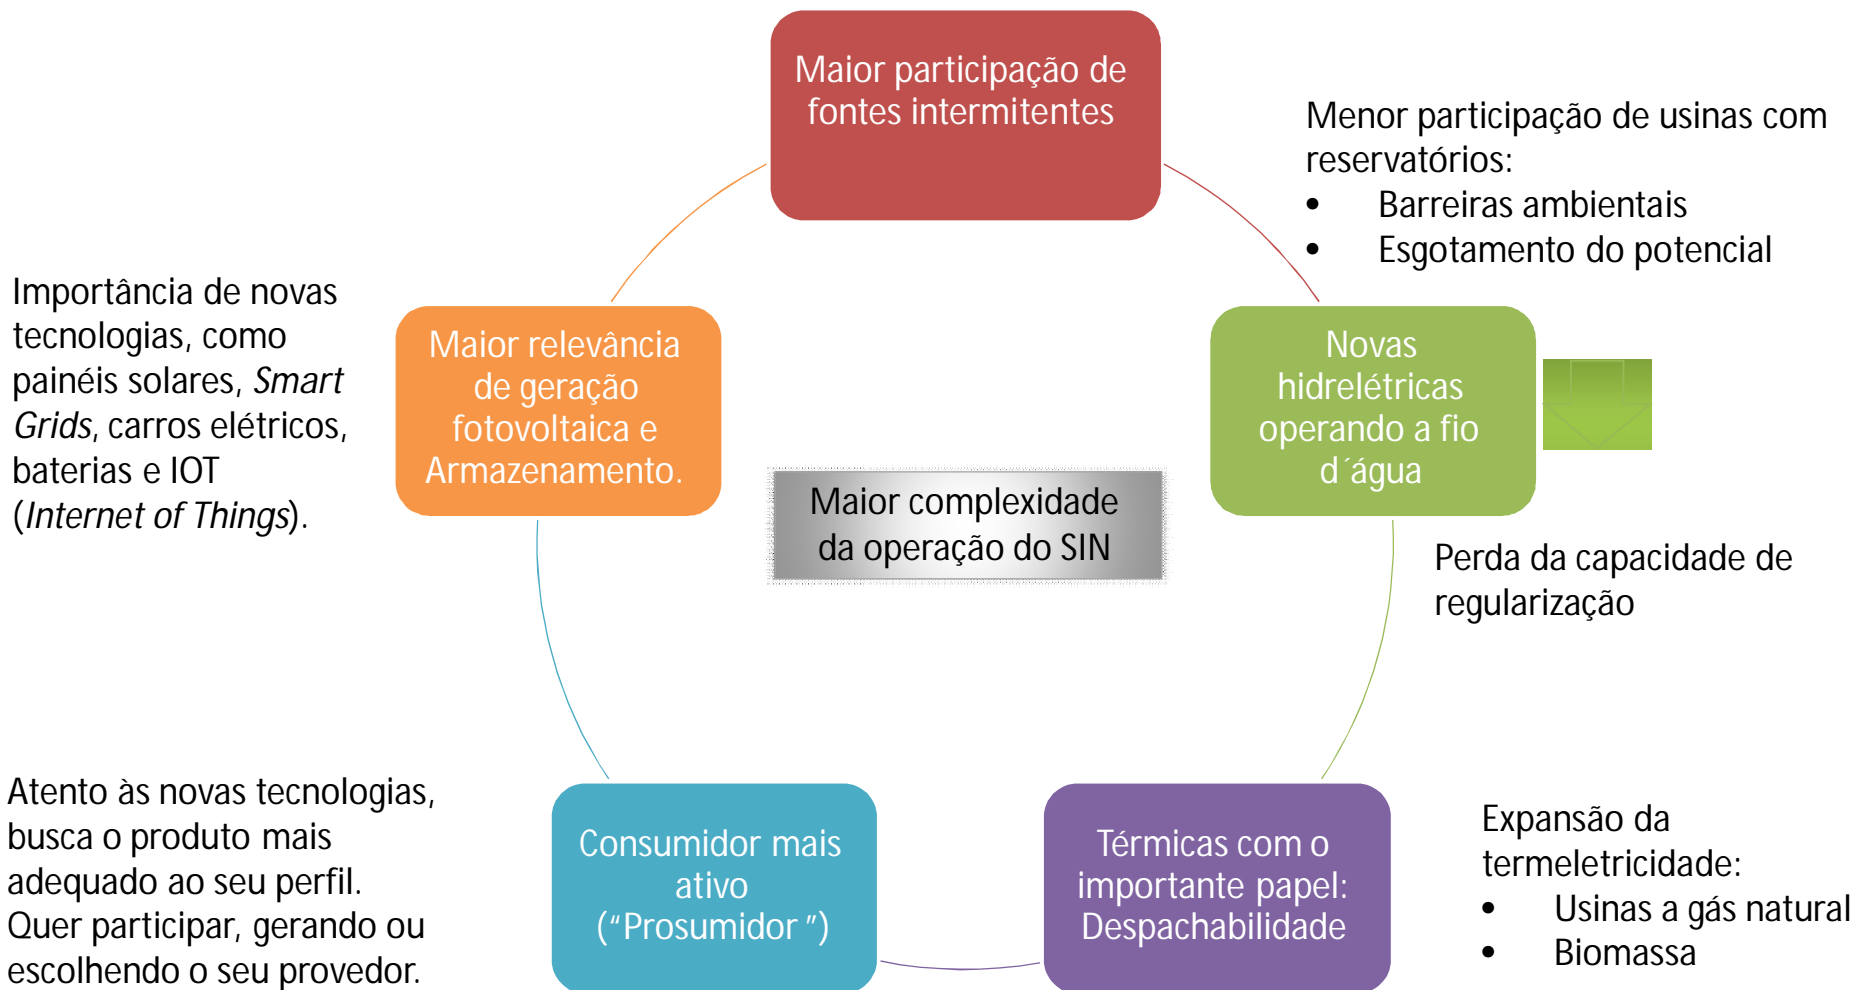 Maior participação de
fontes intermitentes
Menor participação de usinas com
reservatórios:
• Barreiras ambientais
• Esgotamento do potencial
Importância de novas
tecnologias, como
painéis solares, Smart
Grids, carros elétricos,
baterias e IOT
(Internet of Things).
Maior relevância
de geração
fotovoltaica e
Armazenamento.
Novas
hidrelétricas
operando a fio
d´água
Maior complexidade
da operação do SIN
Perda da capacidade de
regularização
Atento às novas tecnologias,
busca o produto mais
adequado ao seu perfil.
Quer participar, gerando ou
escolhendo o seu provedor.
Consumidor mais
ativo
(“Prosumidor ”)
Térmicas com o
importante papel:
Despachabilidade
Expansão da
termeletricidade:
• Usinas a gás natural
• Biomassa